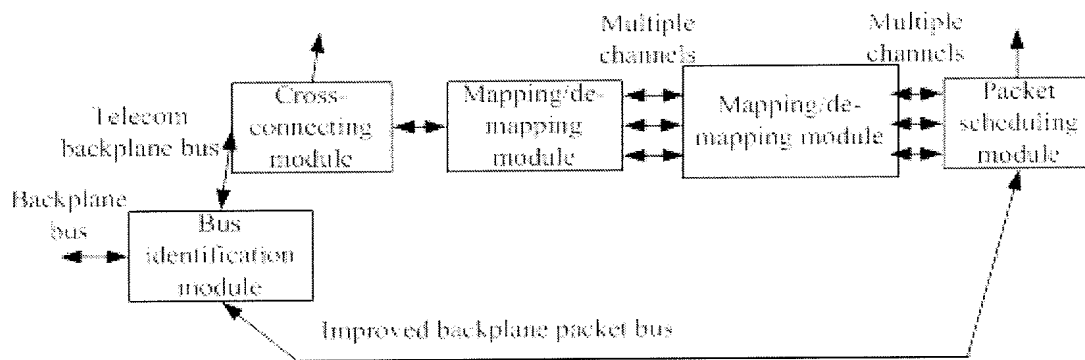 Multiple
channels
Multiple
channels
Cross-
connecting
module
Mapping/de-
mapping
module
Mapping/de-
mapping module
Packet
scheduling
module
Telecom
backplane bus
Backplane
bus
Bus
identification
module
Improved backplane packet bus